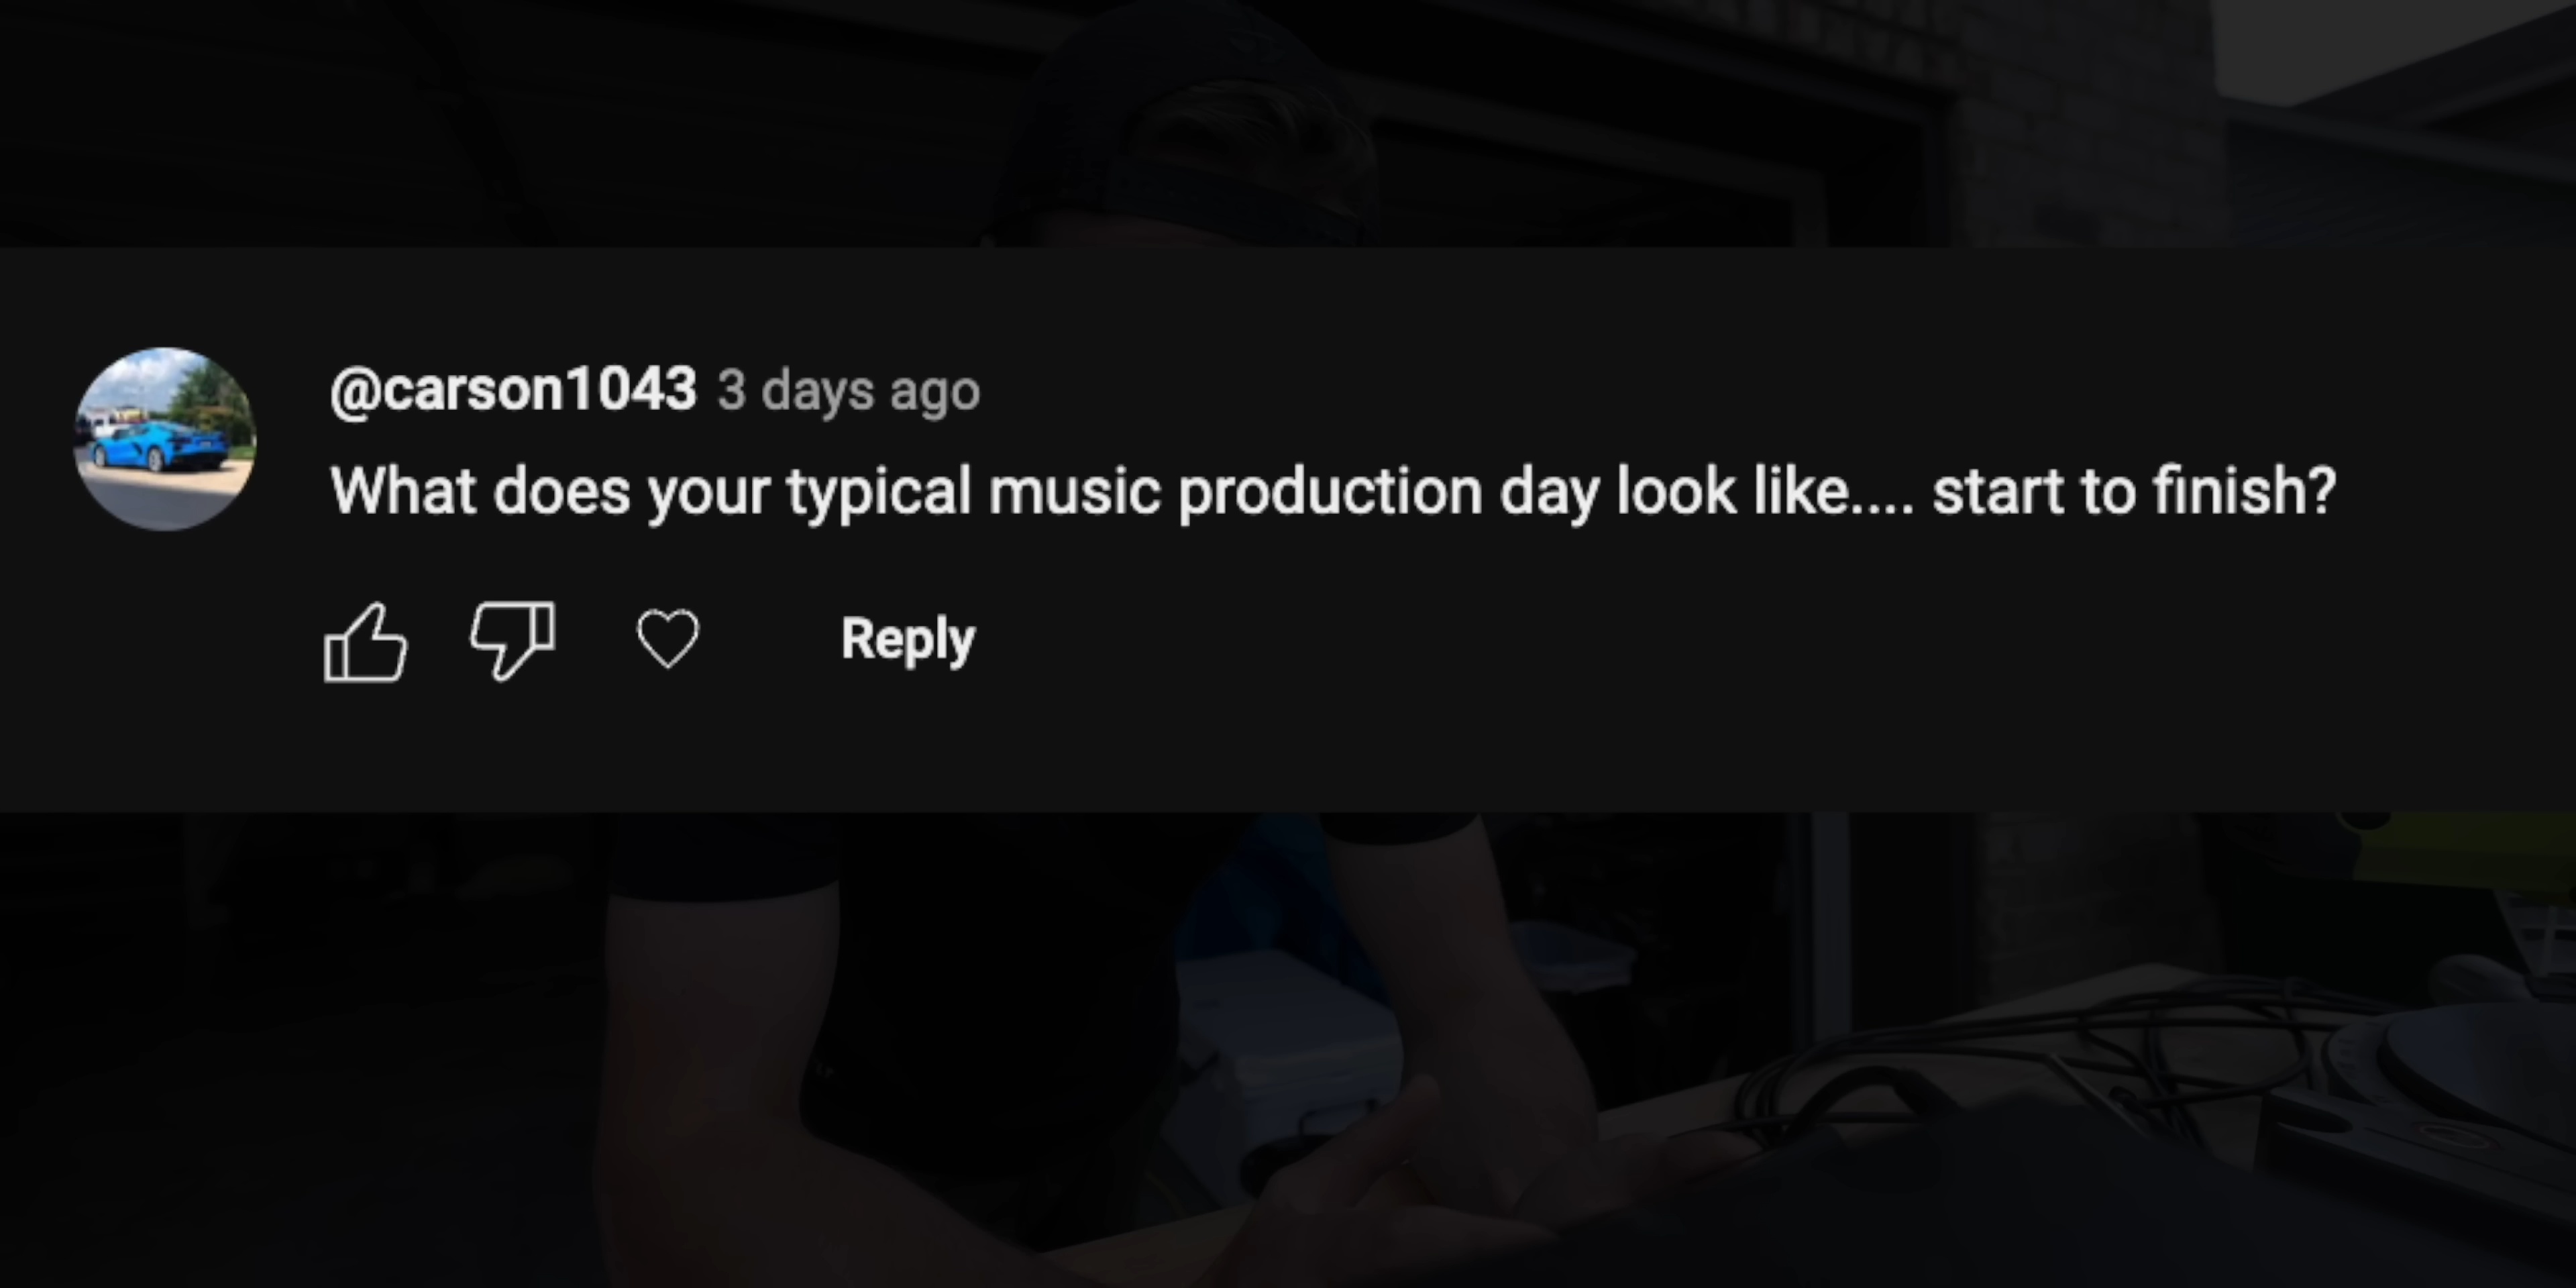 @carson1043 3 days ago
What does your typical music production day look like.... start to finish?
Reply